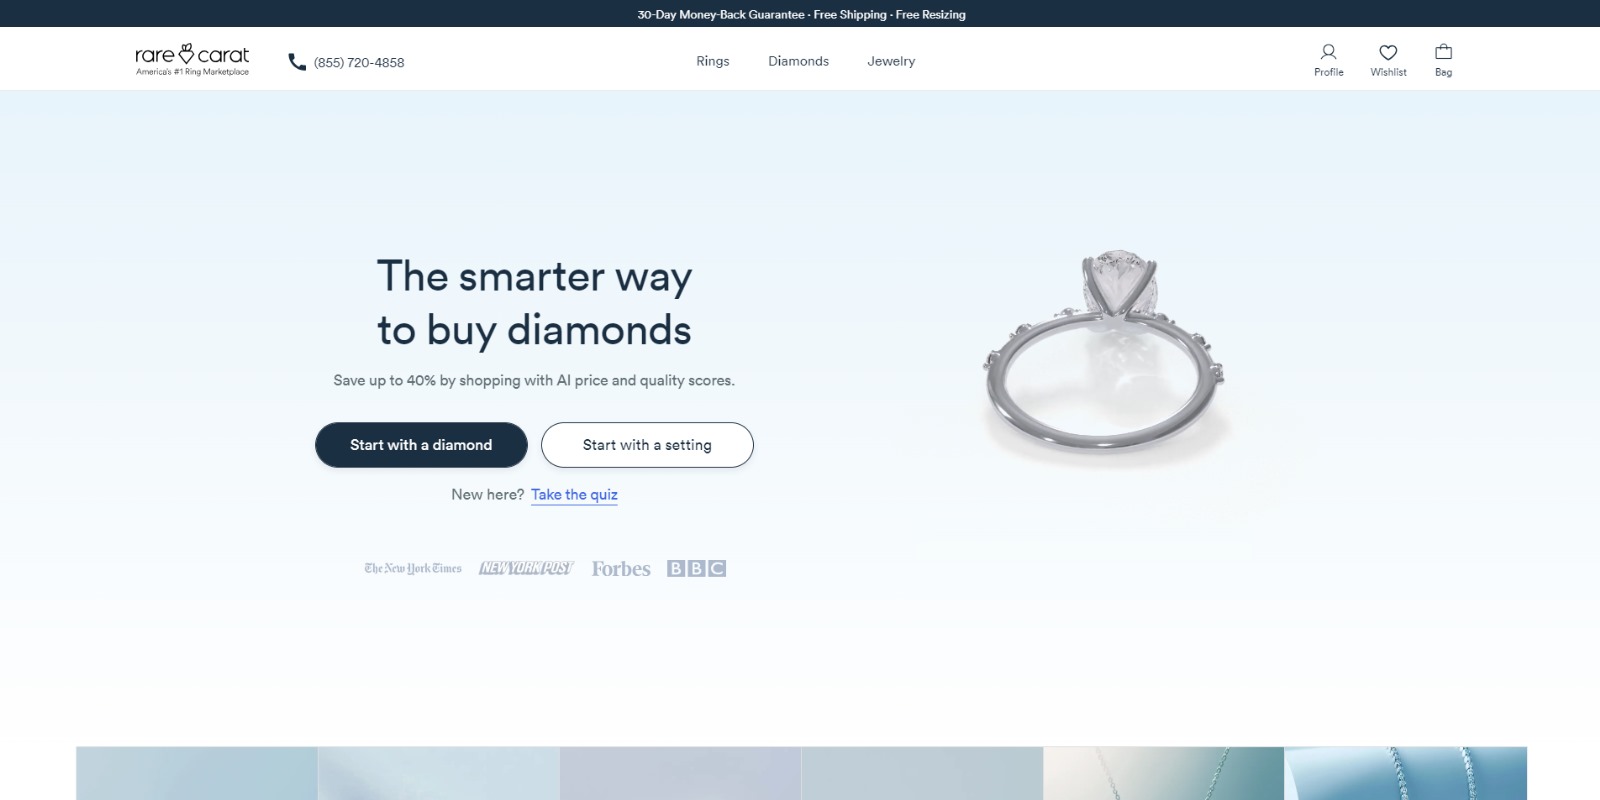 30-Day Money-Back Guarantee · Free Shipping · Free Resizing
rare carat
America's #1 Ring Marketplace
(855) 720-4858
Rings
Diamonds
Jewelry
Profile
Wishlist
Bag
The smarter way
to buy diamonds
Save up to 40% by shopping with AI price and quality scores.
Start with a diamond
Start with a setting
New here? Take the quiz
The New York Times
NEW YORK POST
Forbes
BBC